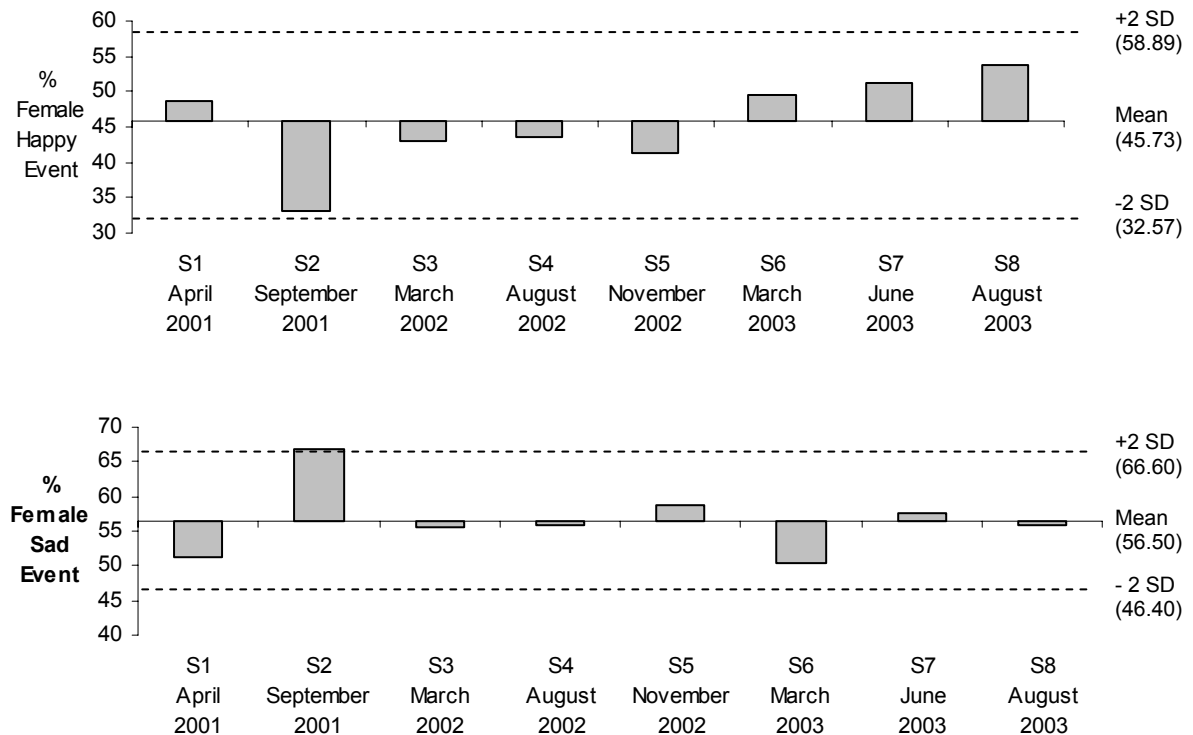 60
55
50
45
40
35
30
%
Female
Happy
Event
+2 SD
(58.89)
Mean
(45.73)
-2 SD
(32.57)
S1 S2 S3 S4 S5 S6 S7 S8
April September March August November March June August
2001 2001 2002 2002 2002 2003 2003 2003
70
65
60
55
50
45
40
%
Female
Sad
Event
+2 SD
(66.60)
Mean
(56.50)
- 2 SD
(46.40)
S1 S2 S3 S4 S5 S6 S7 S8
April September March August November March June August
2001 2001 2002 2002 2002 2003 2003 2003